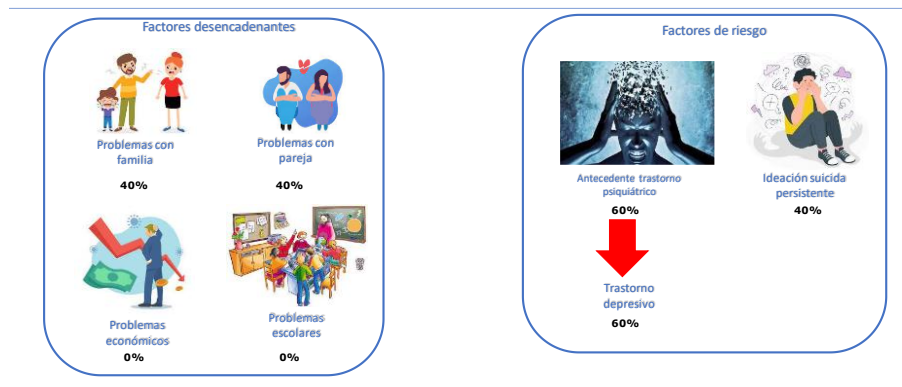 Factores desencadenantes
Problemas con
familia
40%
Problemas con
pareja
40%
Problemas
económicos
0%
Problemas
escolares
0%
Factores de riesgo
Antecedente trastorno
psiquiátrico
60%
Ideación suicida
persistente
40%
Trastorno
depresivo
60%